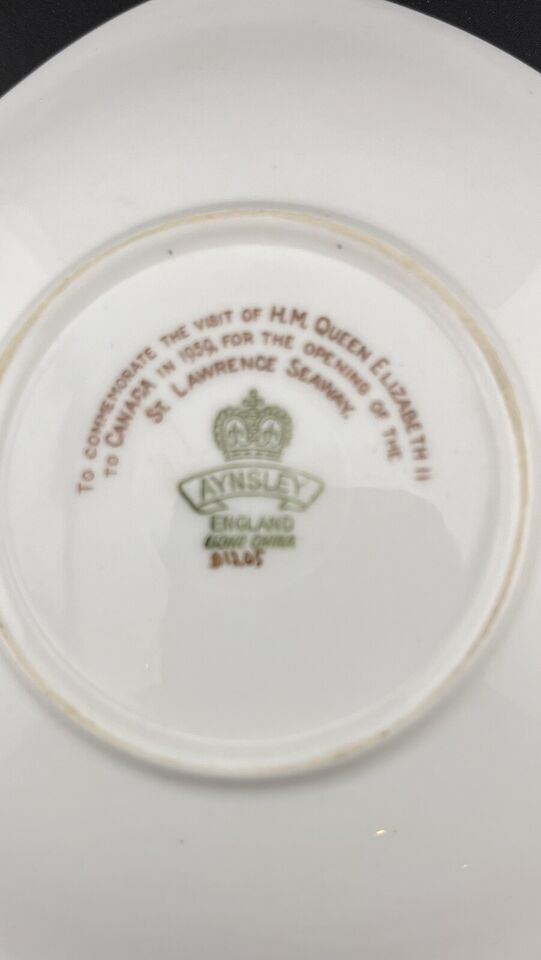 TO COMMEMORATE THE VISIT OF H.M. QUEEN ELIZABETH II
TO CANADA IN 1959, FOR THE OPENING OF THE
ST LAWRENCE SEAWAY.
AYNSLEY
ENGLAND
BONE CHINA
D1205